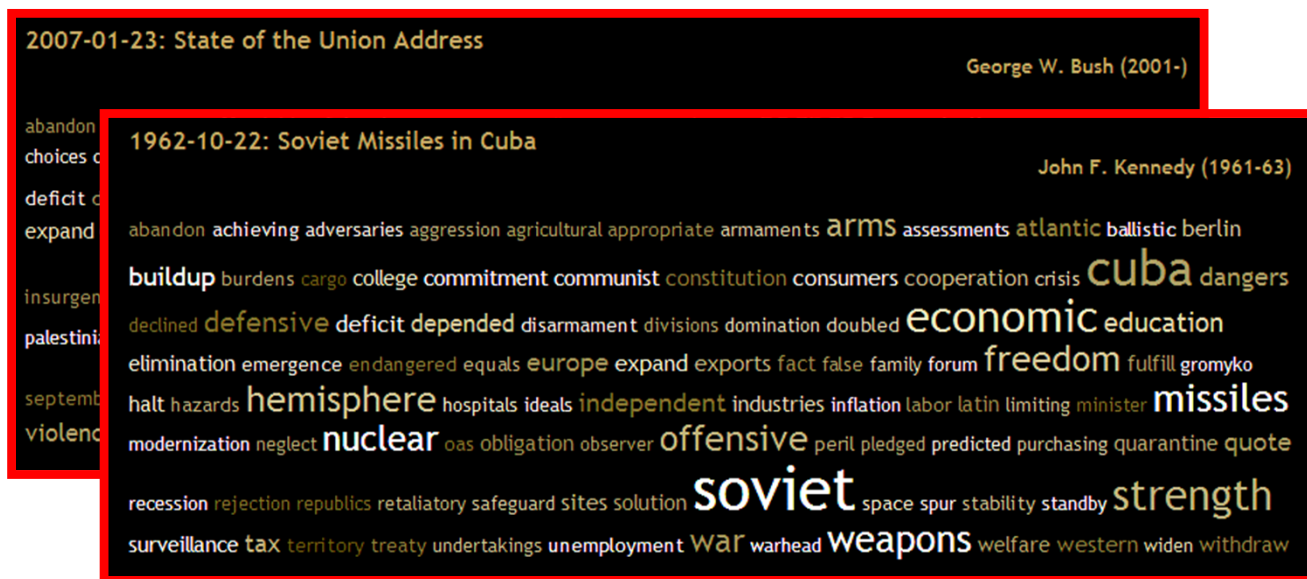 2007-01-23: State of the Union Address
George W. Bush (2001-)
abandon
choices
deficit
expand
palestini
septemb
violenc
1962-10-22: Soviet Missiles in Cuba
John F. Kennedy (1961-63)
abandon achieving adversaries aggression agricultural appropriate armaments arms assessments atlantic ballistic berlin
buildup burdens cargo college commitment communist constitution consumers cooperation crisis cuba dangers
declined defensive deficit depended disarmament divisions domination doubled economic education
elimination emergence endangered equals europe expand exports fact false family forum freedom fulfill gromyko
halt hazards hemisphere hospitals ideals independent industries inflation labor latin limiting minister missiles
modernization neglect nuclear oas obligation observer offensive peril pledged predicted purchasing quarantine quote
recession rejection republics retaliatory safeguard sites solution soviet space spur stability standby strength
surveillance tax territory treaty undertakings unemployment war warhead weapons welfare western widen withdraw